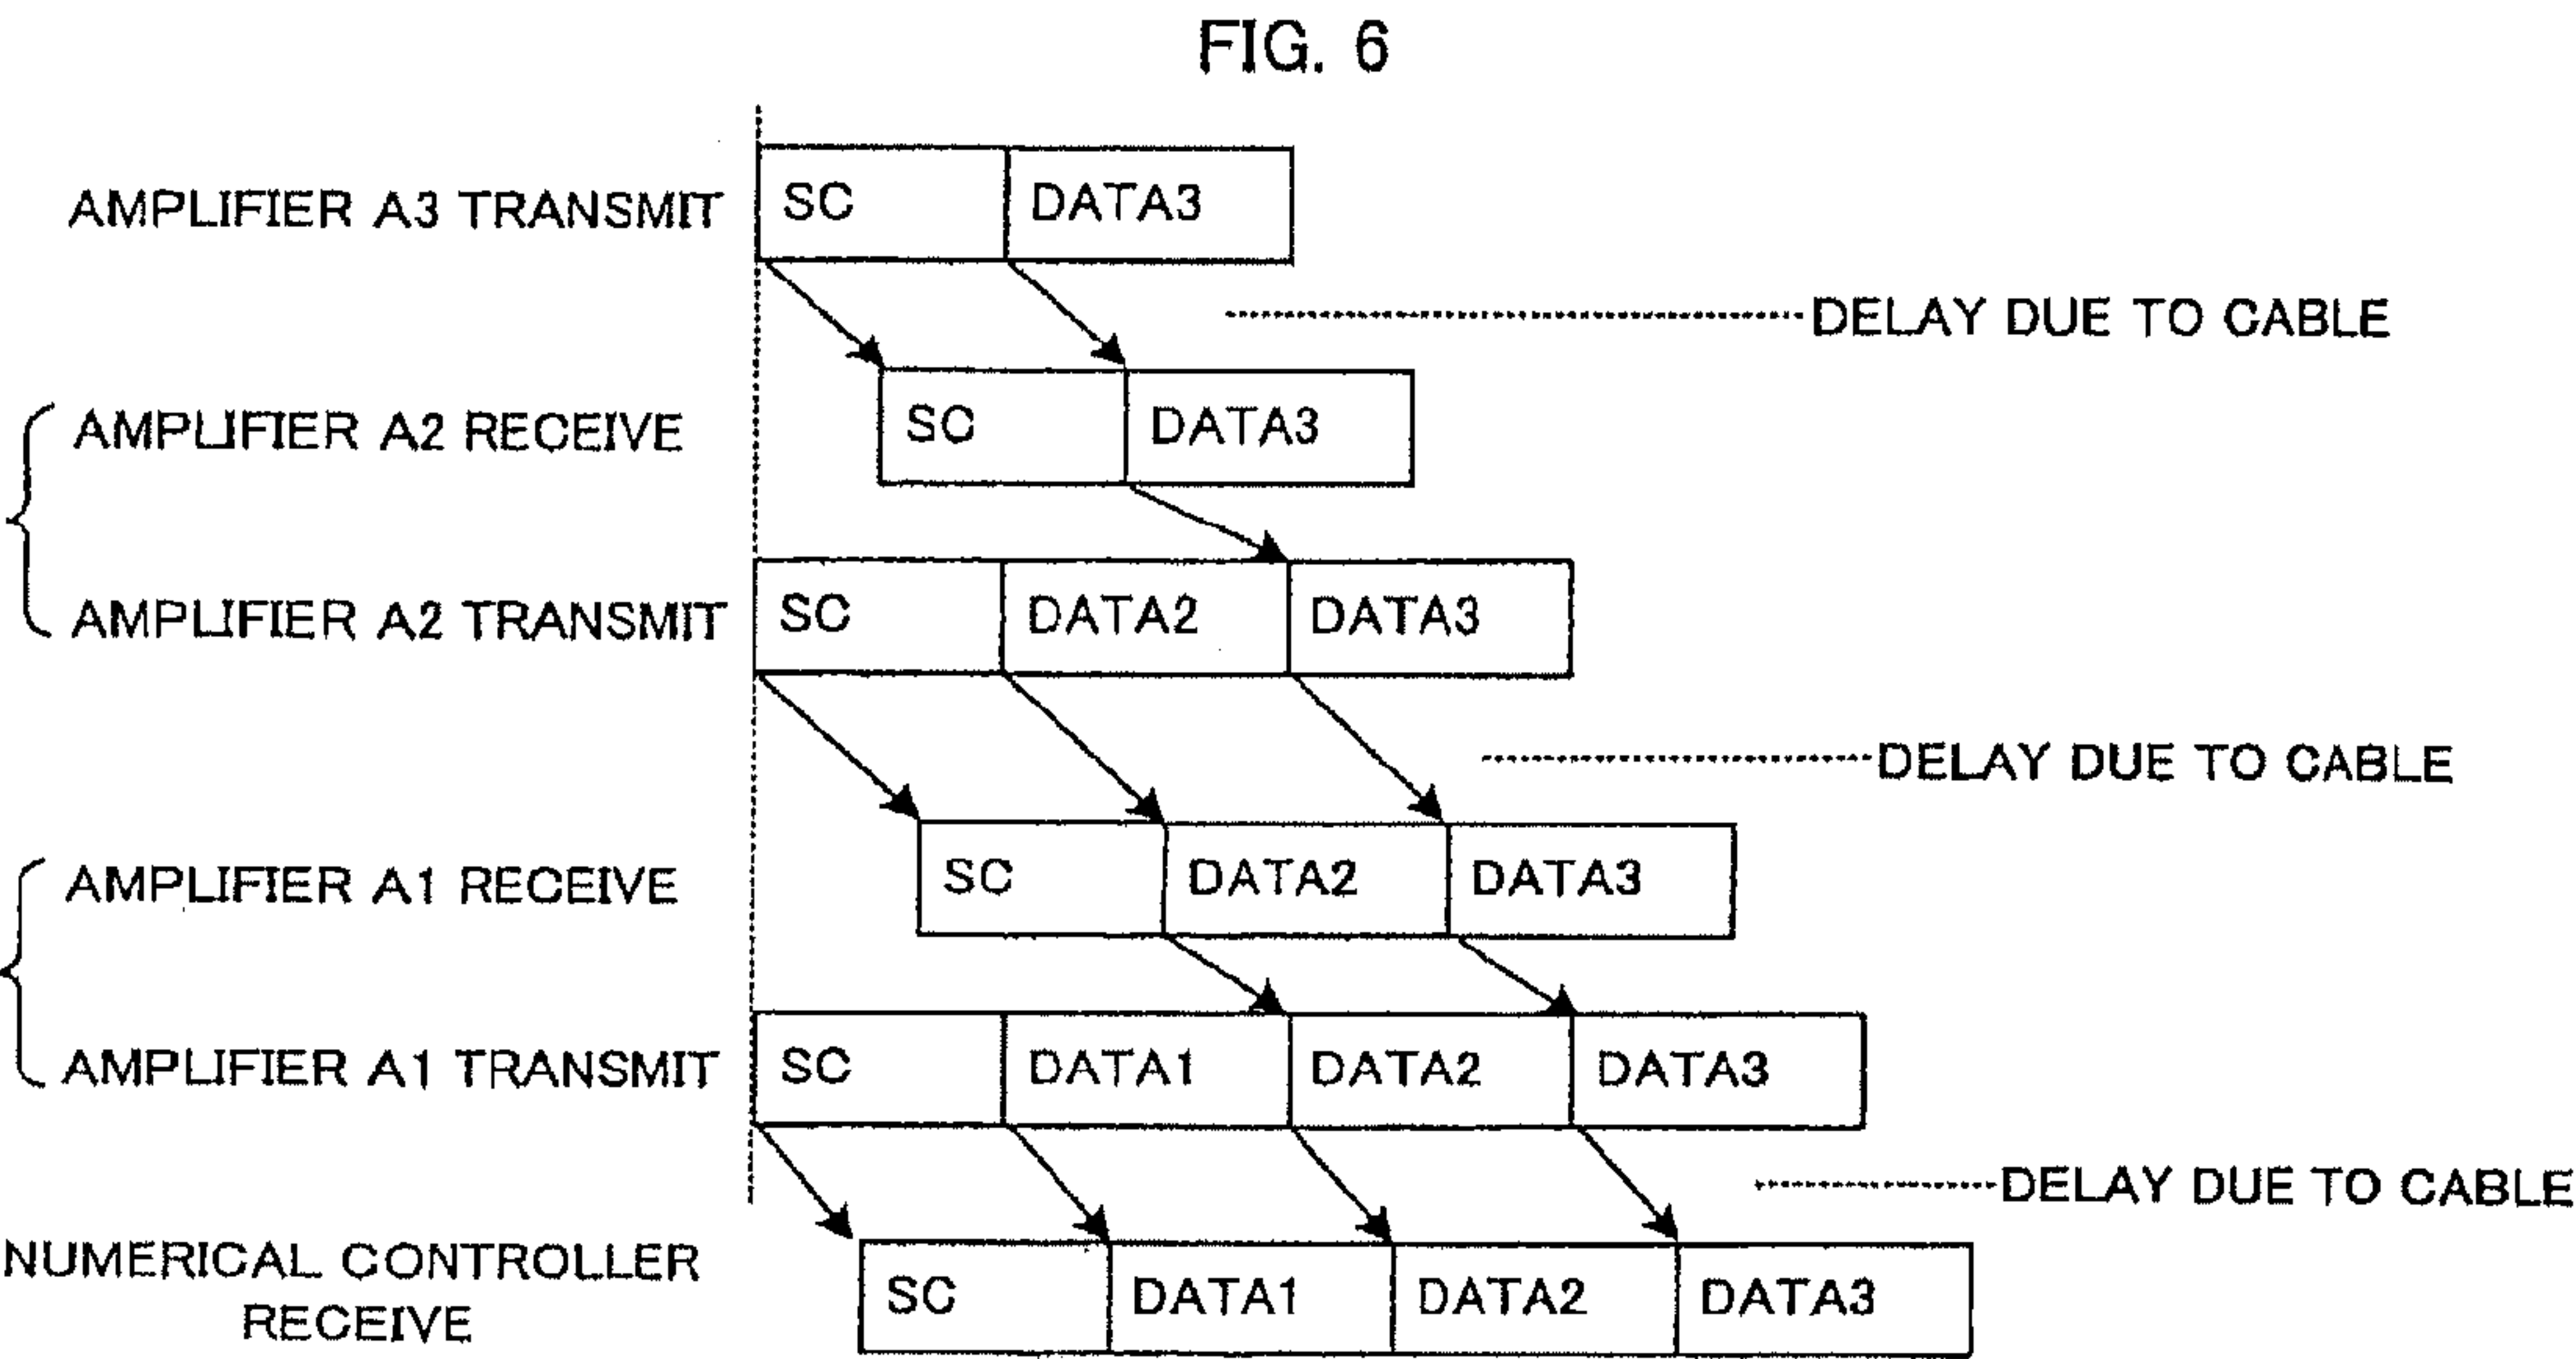 FIG. 6
AMPLIFIER A3 TRANSMIT SC DATA3
DELAY DUE TO CABLE
AMPLIFIER A2 RECEIVE SC DATA3
AMPLIFIER A2 TRANSMIT SC DATA2 DATA3
DELAY DUE TO CABLE
AMPLIFIER A1 RECEIVE SC DATA2 DATA3
AMPLIFIER A1 TRANSMIT SC DATA1 DATA2 DATA3
DELAY DUE TO CABLE
NUMERICAL CONTROLLER
RECEIVE
SC DATA1 DATA2 DATA3